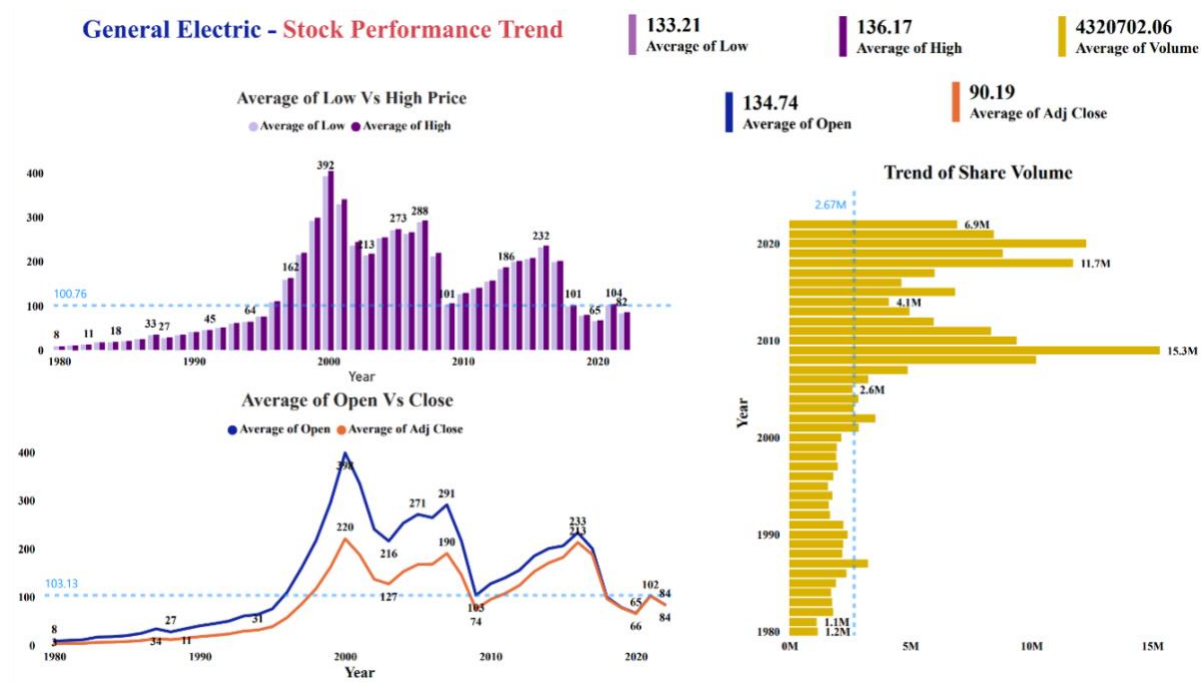 General Electric - Stock Performance Trend
133.21
Average of Low
136.17
Average of High
4320702.06
Average of Volume
134.74
Average of Open
90.19
Average of Adj Close
Average of Low Vs High Price
Average of Low Average of High
400
300
200
100
0
100.76
8
11
18
33
27
45
64
162
392
213
273
288
101
186
232
101
65
104
82
1980 1990 2000 2010 2020
Year
Average of Open Vs Close
Average of Open Average of Adj Close
400
300
200
100
0
103.13
8
3
34
27
11
31
398
220
216
127
271
291
190
103
74
233
213
65
66
102
84
84
1980 1990 2000 2010 2020
Year
Trend of Share Volume
2.67M
6.9M
2020
11.7M
4.1M
2010
15.3M
2.6M
Year
2000
1990
1.1M
1980
1.2M
0M 5M 10M 15M